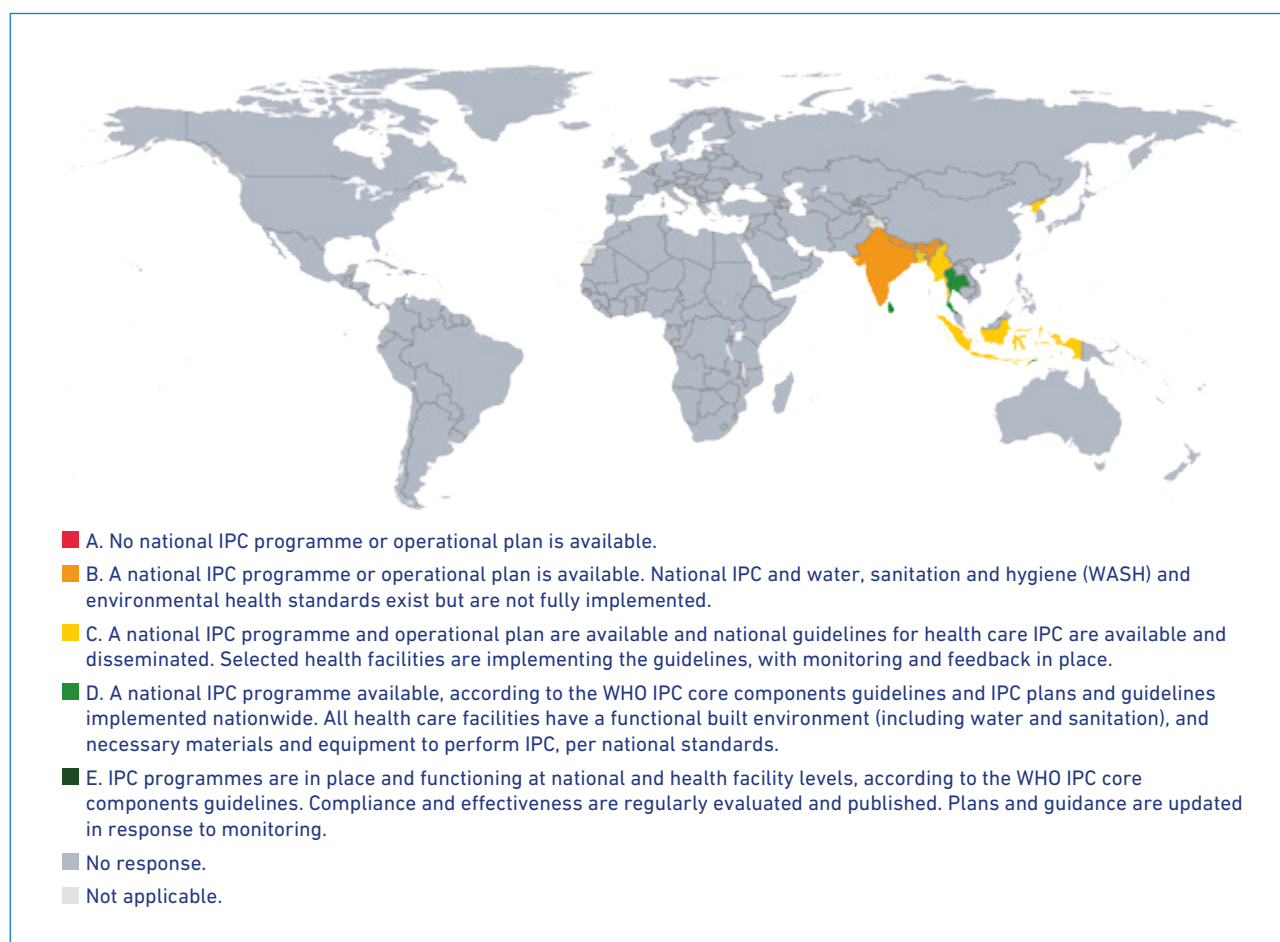 A. No national IPC programme or operational plan is available.
B. A national IPC programme or operational plan is available. National IPC and water, sanitation and hygiene (WASH) and
environmental health standards exist but are not fully implemented.
C. A national IPC programme and operational plan are available and national guidelines for health care IPC are available and
disseminated. Selected health facilities are implementing the guidelines, with monitoring and feedback in place.
D. A national IPC programme available, according to the WHO IPC core components guidelines and IPC plans and guidelines
implemented nationwide. All health care facilities have a functional built environment (including water and sanitation), and
necessary materials and equipment to perform IPC, per national standards.
E. IPC programmes are in place and functioning at national and health facility levels, according to the WHO IPC core
components guidelines. Compliance and effectiveness are regularly evaluated and published. Plans and guidance are updated
in response to monitoring.
No response.
Not applicable.